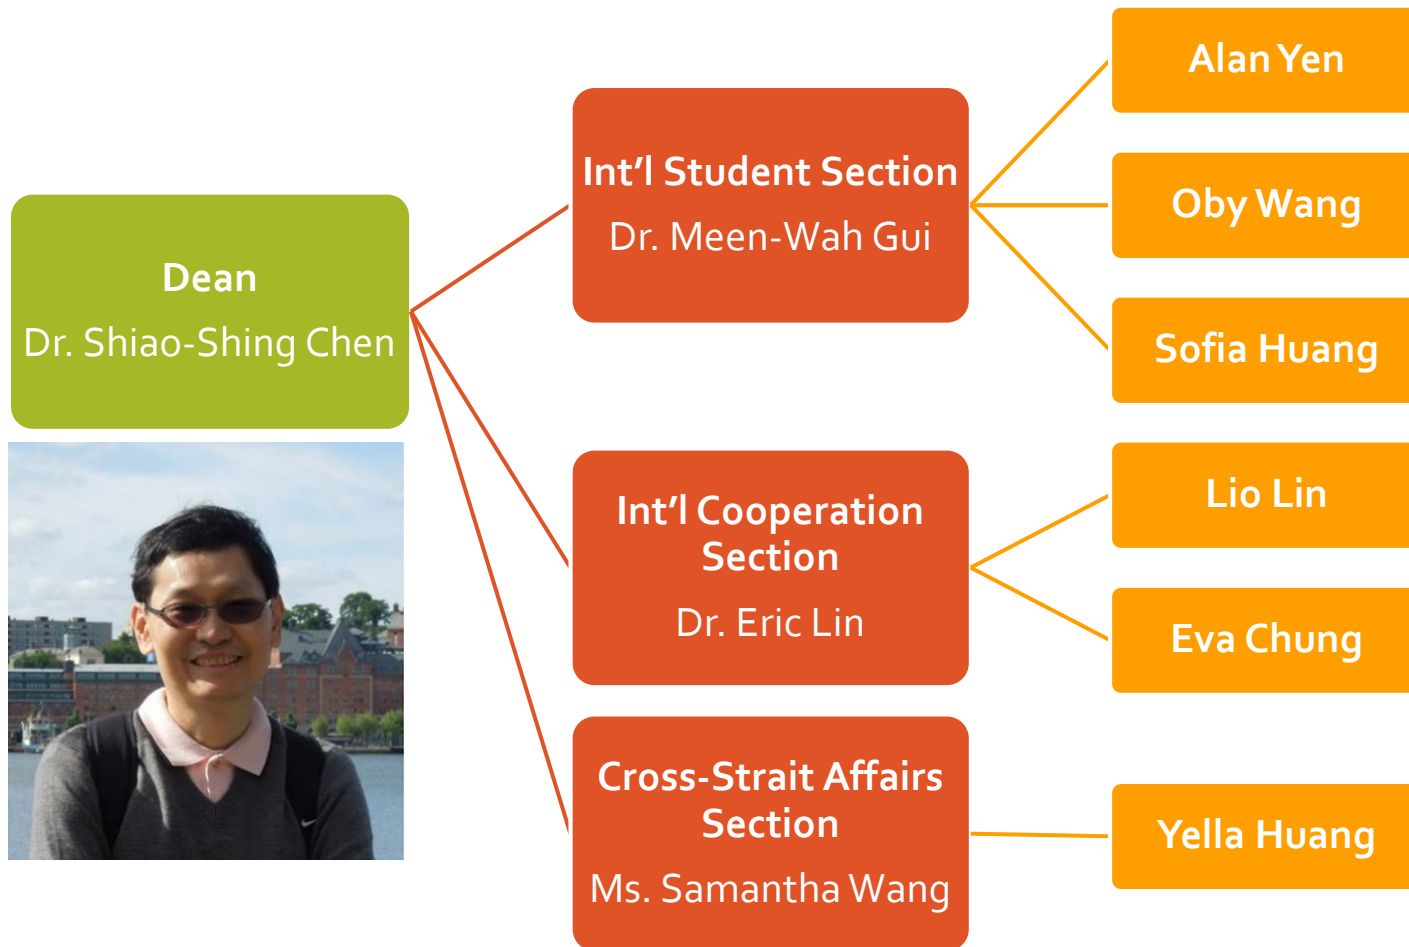 Dean
Dr. Shiao-Shing Chen
Int’l Student Section
Dr. Meen-Wah Gui
Alan Yen
Oby Wang
Sofia Huang
Int’l Cooperation
Section
Dr. Eric Lin
Lio Lin
Eva Chung
Cross-Strait Affairs
Section
Ms. Samantha Wang
Yella Huang